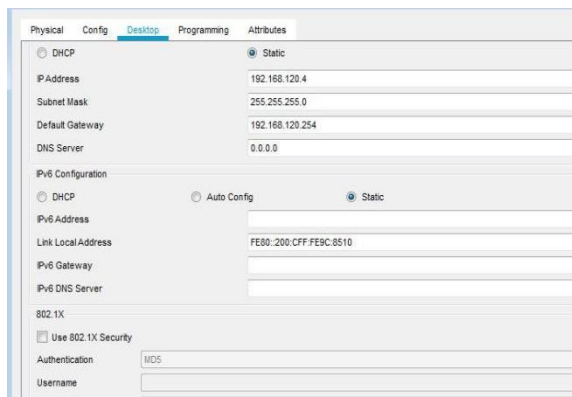 Physical Config Desktop Programming Attributes
DHCP Static
IP Address 192.168.120.4
Subnet Mask 255.255.255.0
Default Gateway 192.168.120.254
DNS Server 0.0.0.0
IPv6 Configuration
DHCP Auto Config Static
IPv6 Address
Link Local Address FE80::200:CFF:FE9C:8510
IPv6 Gateway
IPv6 DNS Server
802.1X
Use 802.1X Security
Authentication MD5
Username